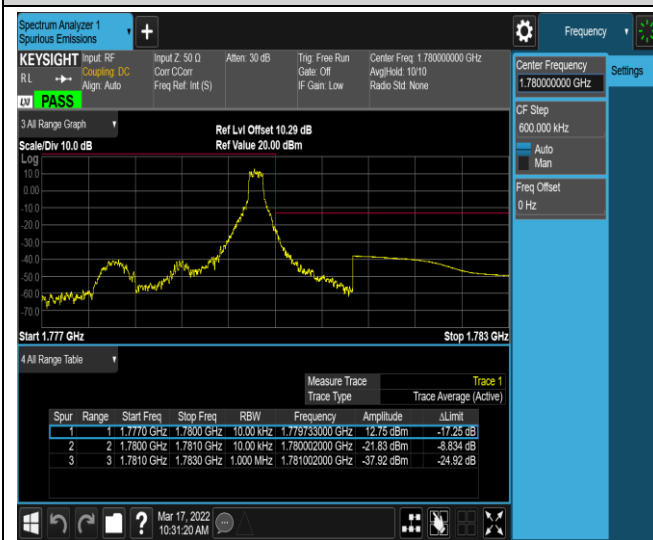 Spectrum Analyzer 1
Spurious Emissions
Frequency
KEYSIGHT Input: RF Input Z: 50 Ω Atten: 30 dB Trig: Free Run Center Freq: 1.780000000 GHz
RL Coupling: DC Corr CCorr Gate: Off Avg|Hold: 10/10
Align: Auto Freq Ref: Int (S) IF Gain: Low Radio Std: None
LXI PASS
Center Frequency
1.780000000 GHz
Settings
CF Step
600.000 kHz
Auto
Man
Freq Offset
0 Hz
3 All Range Graph
Ref Lvl Offset 10.29 dB
Scale/Div 10.0 dB Ref Value 20.00 dBm
Log
10.0
0.00
-10.0
-20.0
-30.0
-40.0
-50.0
-60.0
-70.0
Start 1.777 GHz Stop 1.783 GHz
4 All Range Table
Measure Trace Trace 1
Trace Type Trace Average (Active)
Spur Range Start Freq Stop Freq RBW Frequency Amplitude ΔLimit
1 1 1.7770 GHz 1.7800 GHz 10.00 kHz 1.779733000 GHz 12.75 dBm -17.25 dB
2 2 1.7800 GHz 1.7810 GHz 10.00 kHz 1.780002000 GHz -21.83 dBm -8.834 dB
3 3 1.7810 GHz 1.7830 GHz 1.000 MHz 1.781002000 GHz -37.92 dBm -24.92 dB
Mar 17, 2022
10:31:20 AM